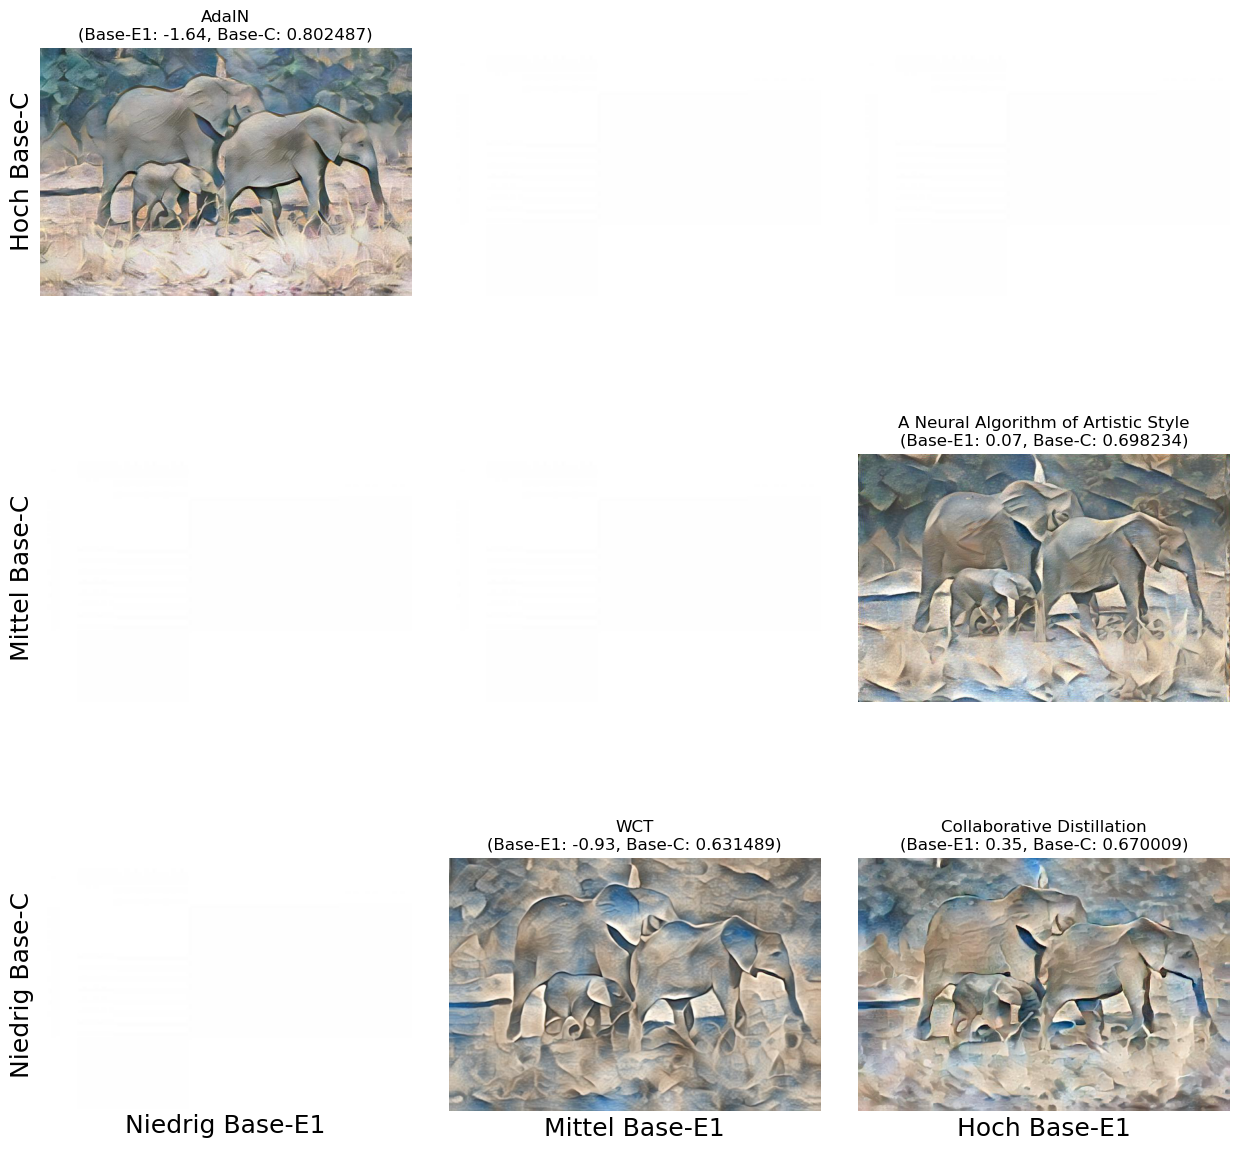 AdaIN
(Base-E1: -1.64, Base-C: 0.802487)
Hoch Base-C
A Neural Algorithm of Artistic Style
(Base-E1: 0.07, Base-C: 0.698234)
Mittel Base-C
WCT
(Base-E1: -0.93, Base-C: 0.631489)
Collaborative Distillation
(Base-E1: 0.35, Base-C: 0.670009)
Niedrig Base-C
Niedrig Base-E1
Mittel Base-E1
Hoch Base-E1